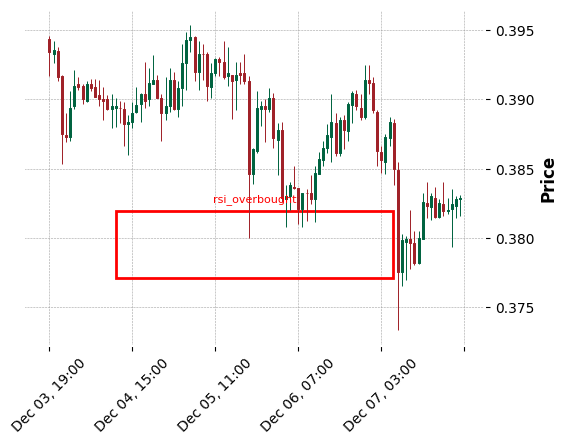 0.395
0.390
0.385
0.380
0.375
Price
rsi_overbought
Dec 03, 19:00
Dec 04, 15:00
Dec 05, 11:00
Dec 06, 07:00
Dec 07, 03:00